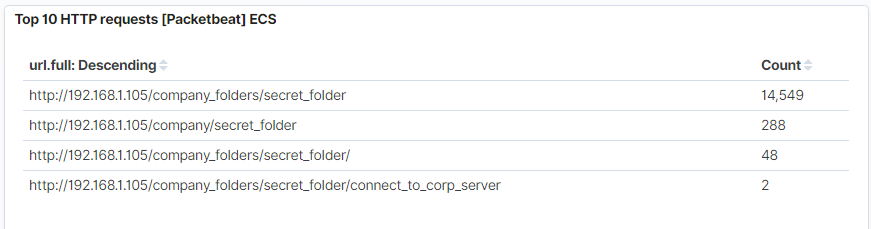 Top 10 HTTP requests [Packetbeat] ECS
url.full: Descending Count
http://192.168.1.105/company_folders/secret_folder 14,549
http://192.168.1.105/company/secret_folder 288
http://192.168.1.105/company_folders/secret_folder/ 48
http://192.168.1.105/company_folders/secret_folder/connect_to_corp_server 2